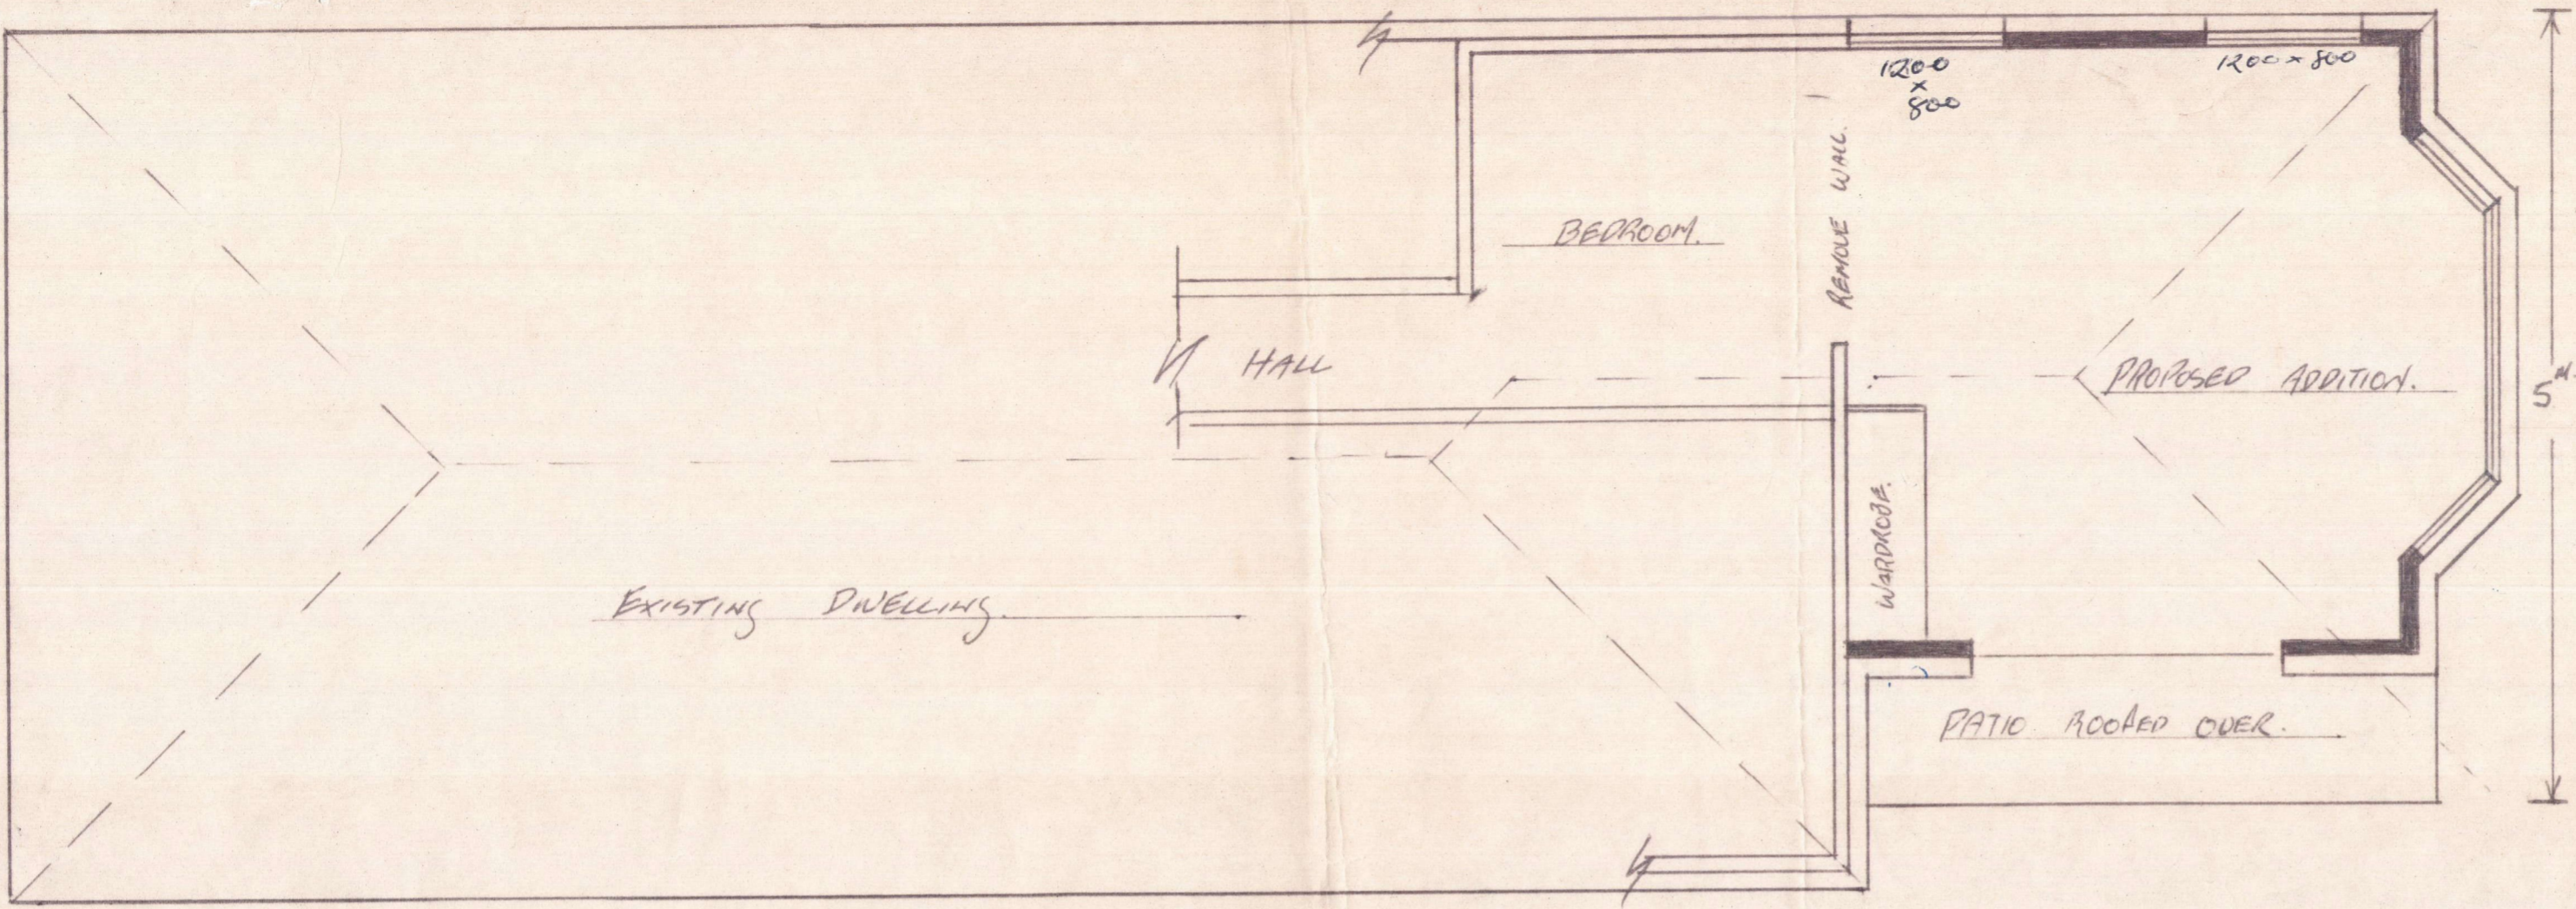 1200
x
800
1200 x 800
REMOVE WALL.
BEDROOM.
HALL
PROPOSED ADDITION.
5 M.
WARDROBE.
EXISTING DWELLING.
PATIO ROOFED OVER.